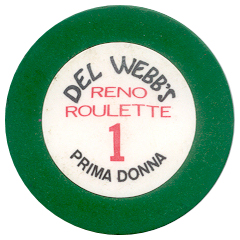 DEL WEBB'S
RENO
ROULETTE
1
PRIMA DONNA